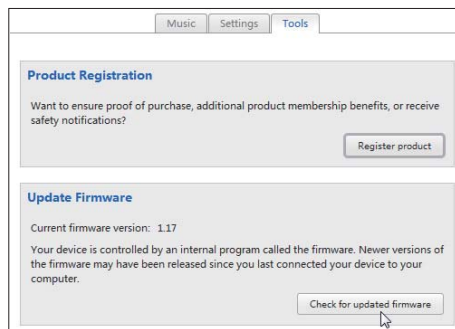 Music Settings Tools
Product Registration
Want to ensure proof of purchase, additional product membership benefits, or receive
safety notifications?
Register product
Update Firmware
Current firmware version: 1.17
Your device is controlled by an internal program called the firmware. Newer versions of
the firmware may have been released since you last connected your device to your
computer.
Check for updated firmware